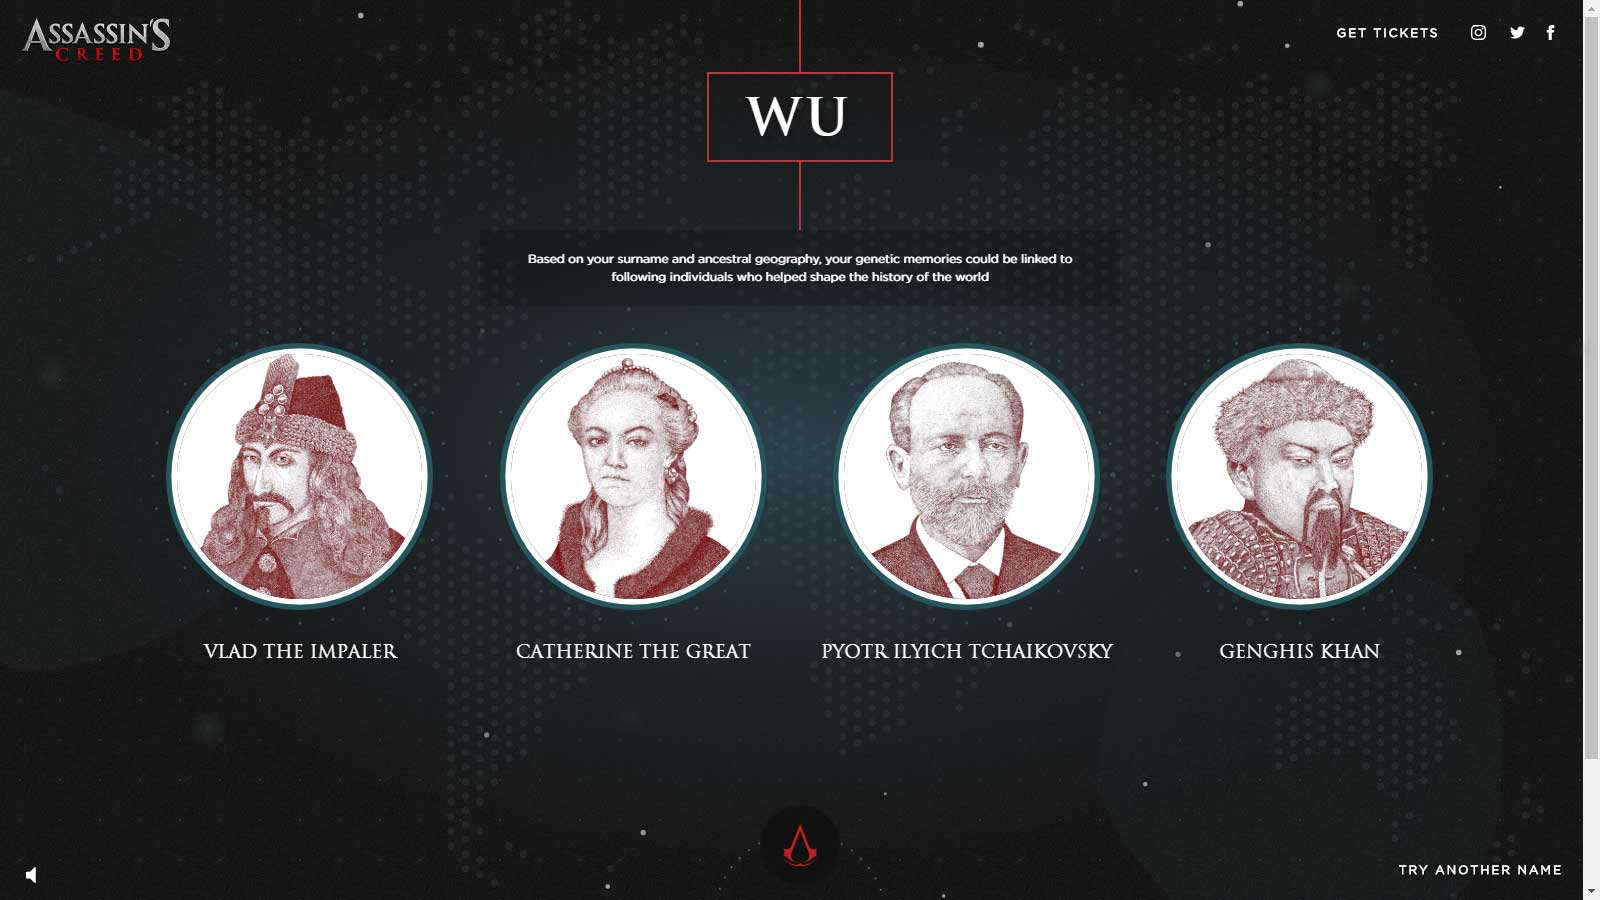 ASSASSIN'S
CREED
GET TICKETS
WU
Based on your surname and ancestral geography, your genetic memories could be linked to
following individuals who helped shape the history of the world
VLAD THE IMPALER
CATHERINE THE GREAT
PYOTR ILYICH TCHAIKOVSKY
GENGHIS KHAN
TRY ANOTHER NAME